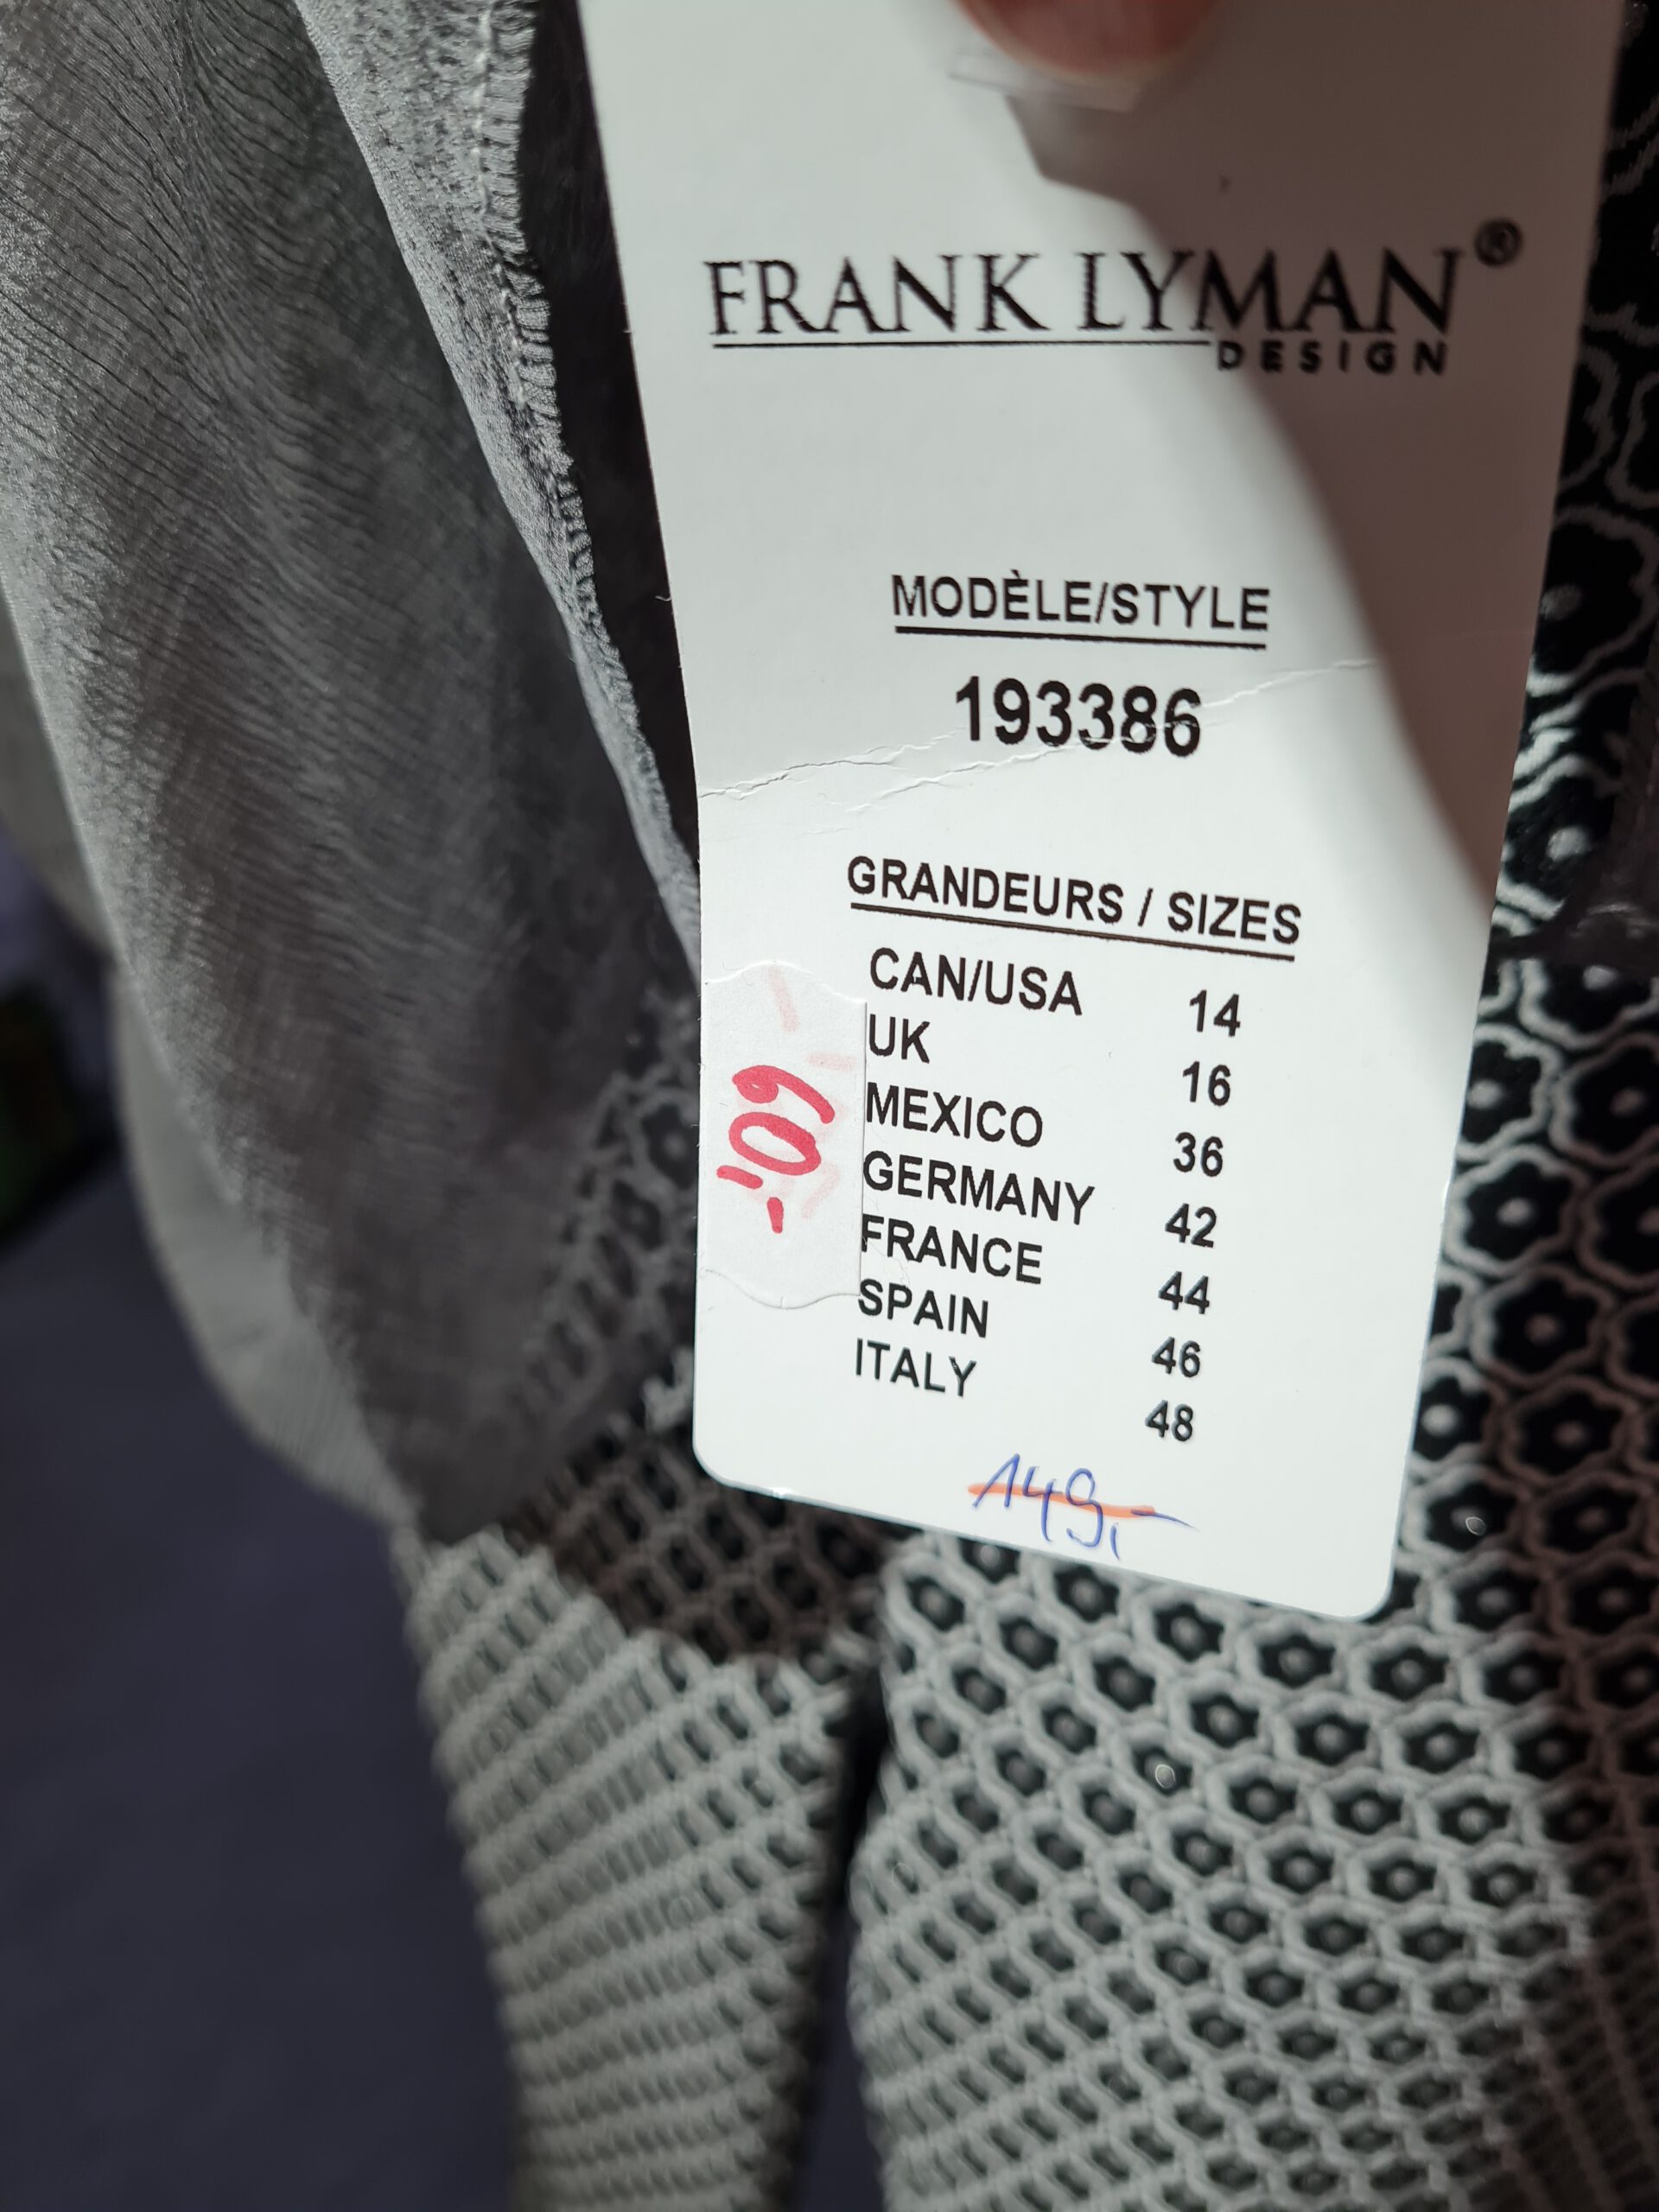 FRANK LYMAN®
DESIGN
MODÈLE/STYLE
193386
GRANDEURS / SIZES
CAN/USA 14
UK 16
MEXICO 36
GERMANY 42
FRANCE 44
SPAIN 46
ITALY 48
60,-
149,-